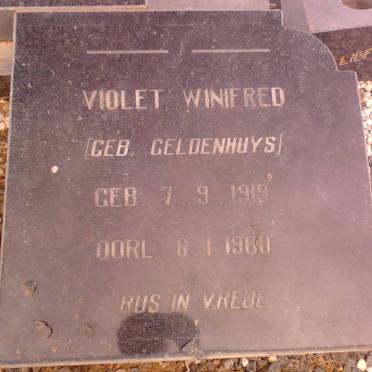 VIOLET WINIFRED
(GEB. GELDENHUYS)
GEB. 7. 9. 1919
OORL. 6. 1. 1980
RUS IN VREDE